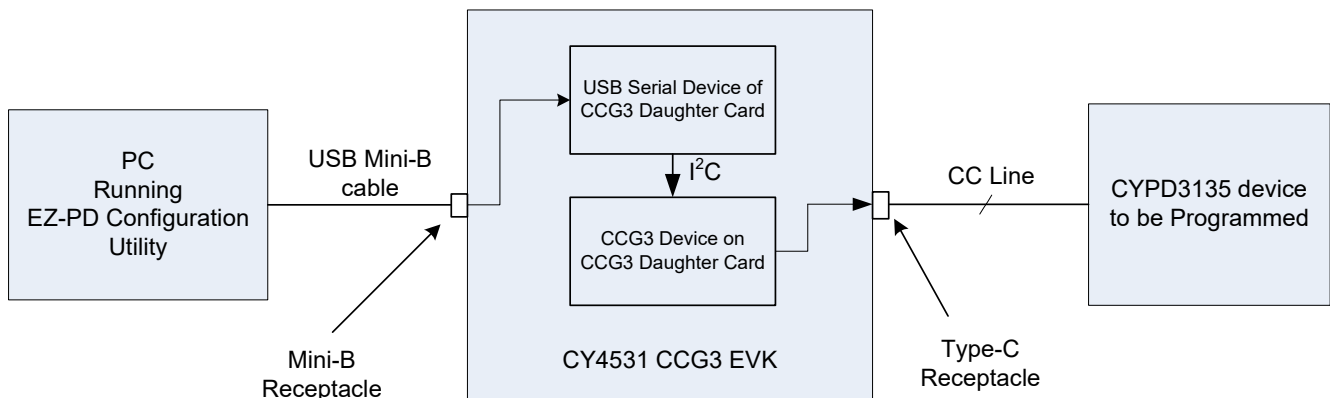 PC
Running
EZ-PD Configuration
Utility
USB Mini-B
cable
Mini-B
Receptacle
USB Serial Device of
CCG3 Daughter Card
I²C
CCG3 Device on
CCG3 Daughter Card
CY4531 CCG3 EVK
CC Line
Type-C
Receptacle
CYPD3135 device
to be Programmed